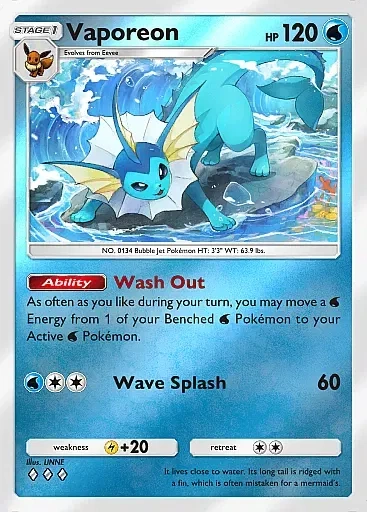 STAGE 1
Vaporeon
HP 120
Evolves from Eevee
NO. 0134 Bubble Jet Pokémon HT: 3'3" WT: 63.9 lbs.
Ability Wash Out
As often as you like during your turn, you may move a
Energy from 1 of your Benched Pokémon to your
Active Pokémon.
Wave Splash 60
weakness +20
retreat
Illus. UNNE
It lives close to water. Its long tail is ridged with
a fin, which is often mistaken for a mermaid's.